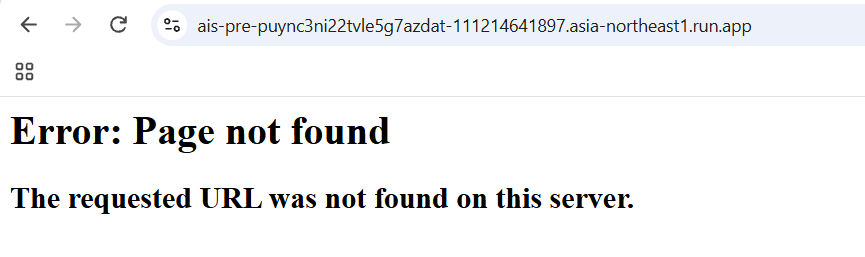 ais-pre-puync3ni22tvle5g7azdat-111214641897.asia-northeast1.run.app
Error: Page not found
The requested URL was not found on this server.